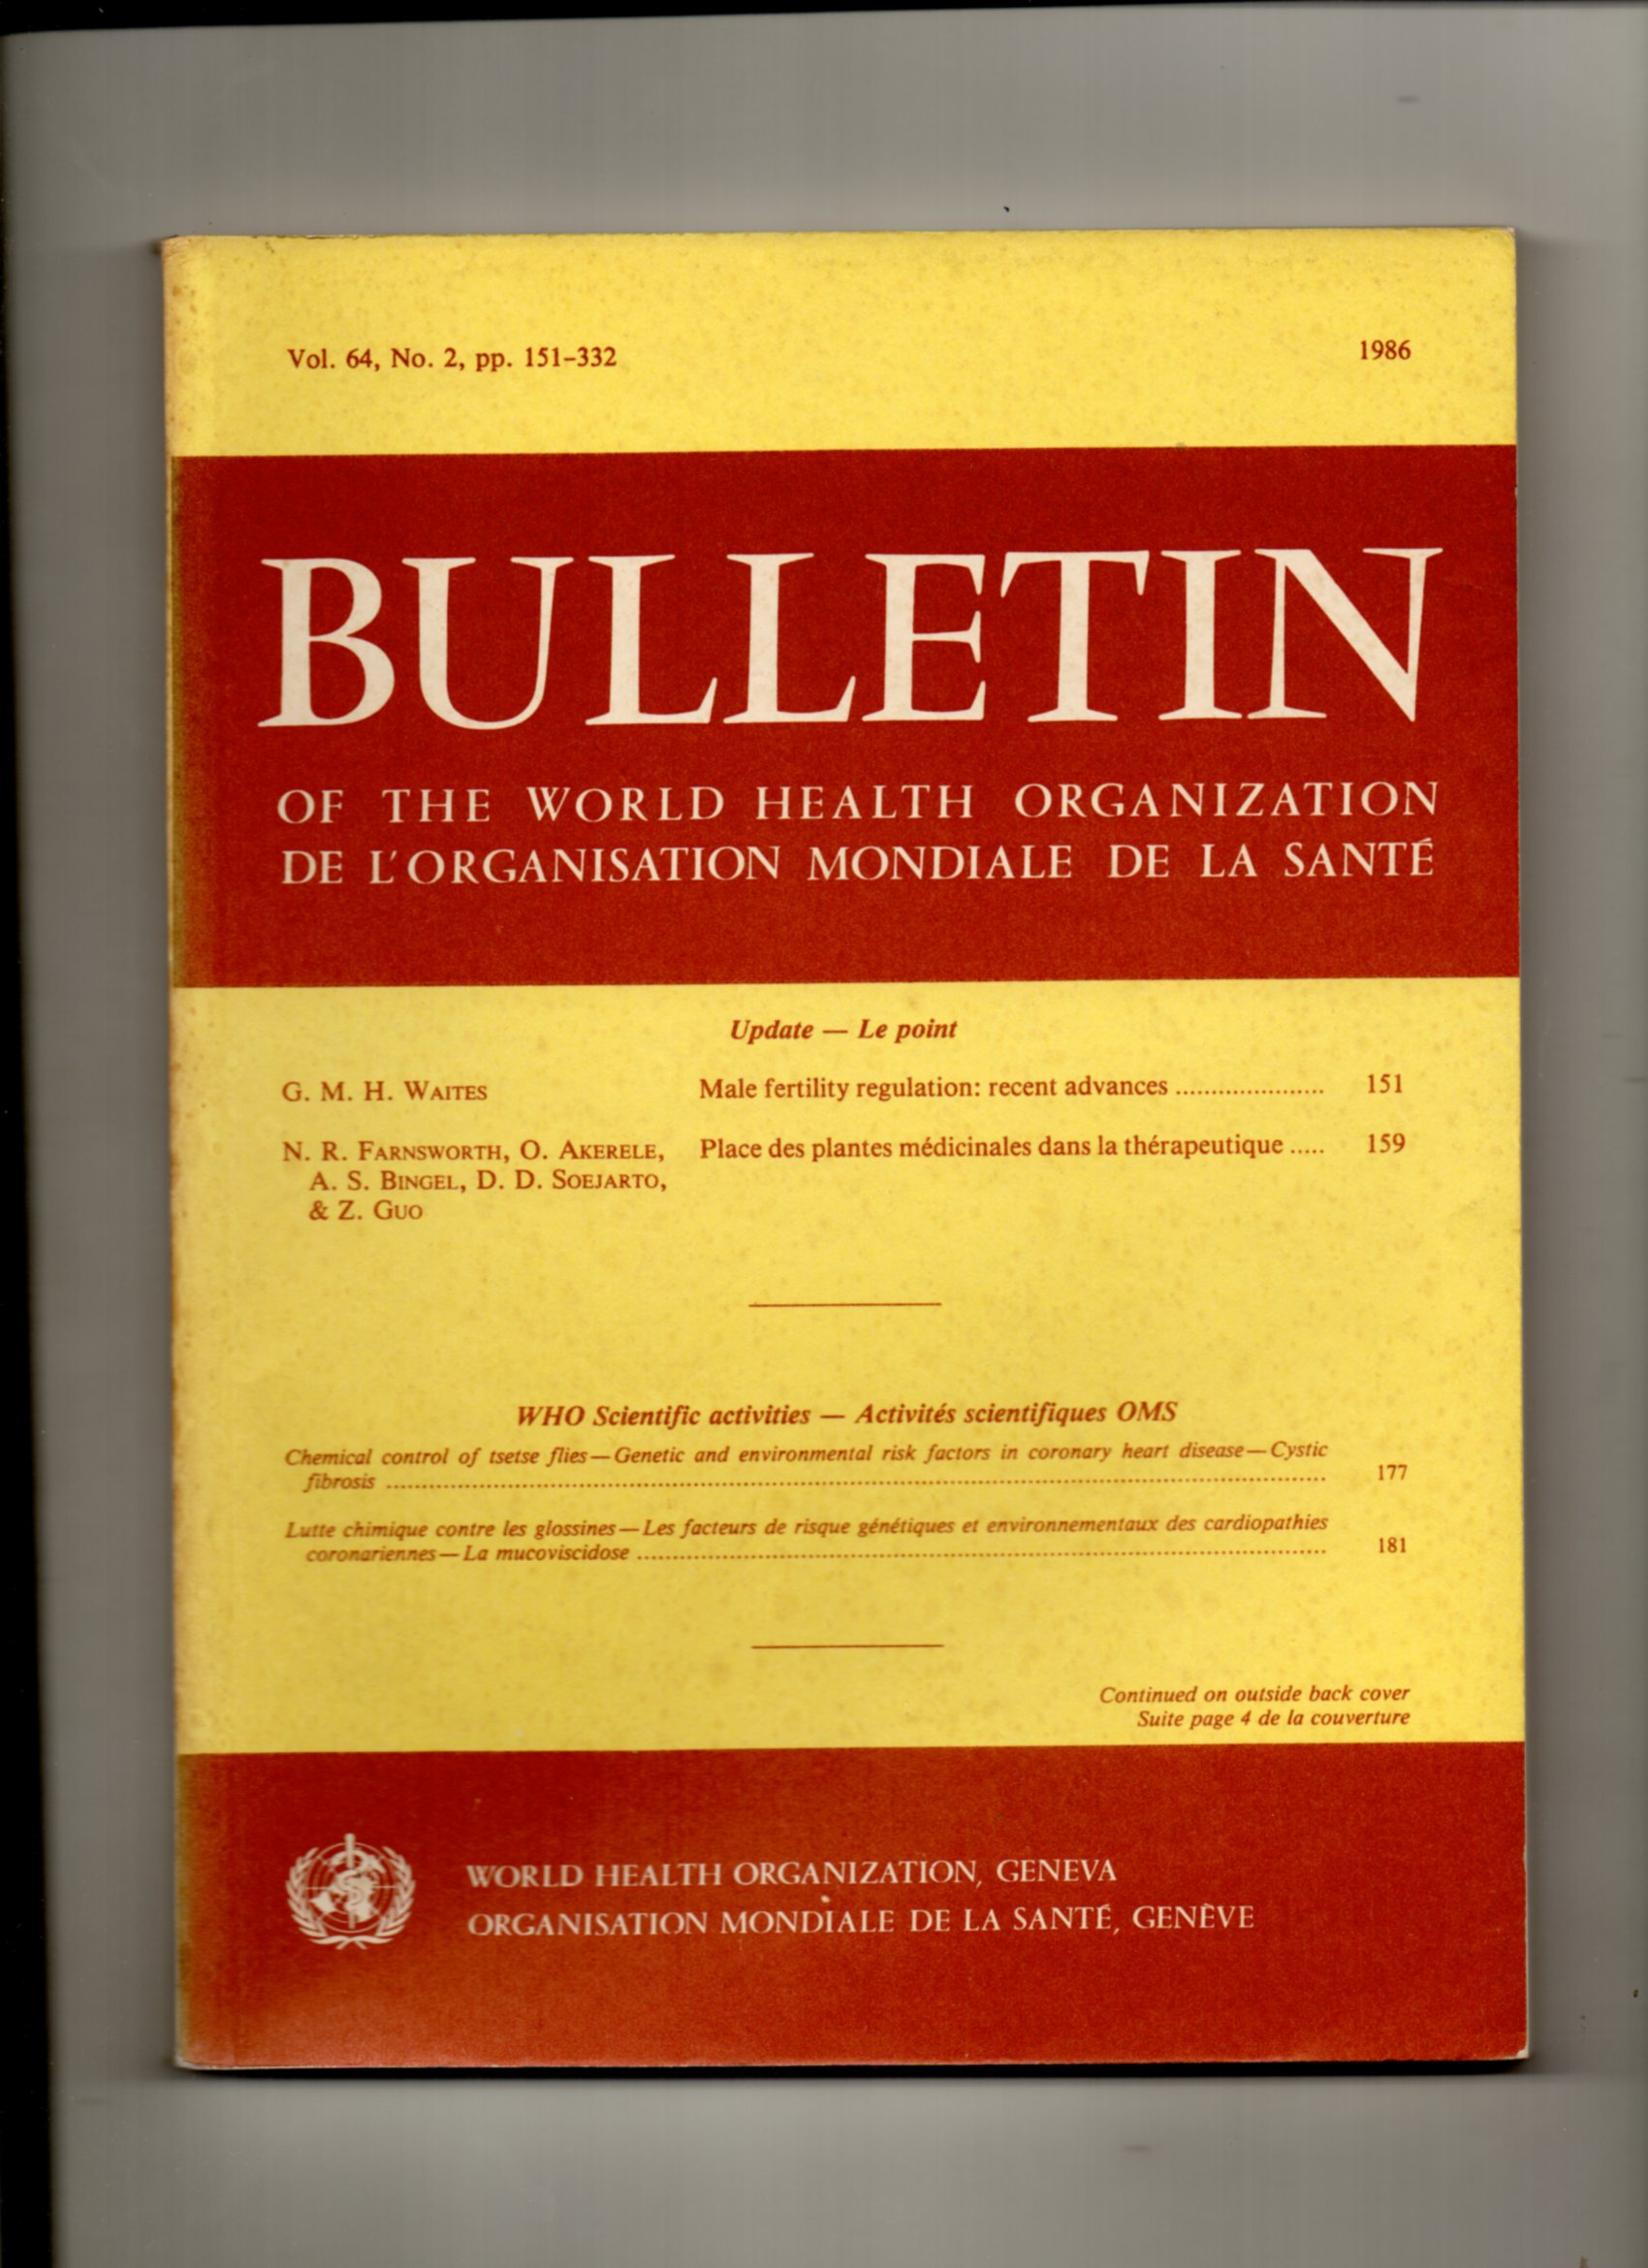 Vol. 64, No. 2, pp. 151–332 1986
BULLETIN
OF THE WORLD HEALTH ORGANIZATION
DE L'ORGANISATION MONDIALE DE LA SANTÉ
Update — Le point
G. M. H. WAITES Male fertility regulation: recent advances ..................... 151
N. R. FARNSWORTH, O. AKERELE, Place des plantes médicinales dans la thérapeutique ..... 159
A. S. BINGEL, D. D. SOEJARTO,
& Z. GUO
WHO Scientific activities — Activités scientifiques OMS
Chemical control of tsetse flies—Genetic and environmental risk factors in coronary heart disease—Cystic
fibrosis ..................... 177
Lutte chimique contre les glossines—Les facteurs de risque génétiques et environnementaux des cardiopathies
coronariennes—La mucoviscidose ..................... 181
Continued on outside back cover
Suite page 4 de la couverture
WORLD HEALTH ORGANIZATION, GENEVA
ORGANISATION MONDIALE DE LA SANTÉ, GENÈVE